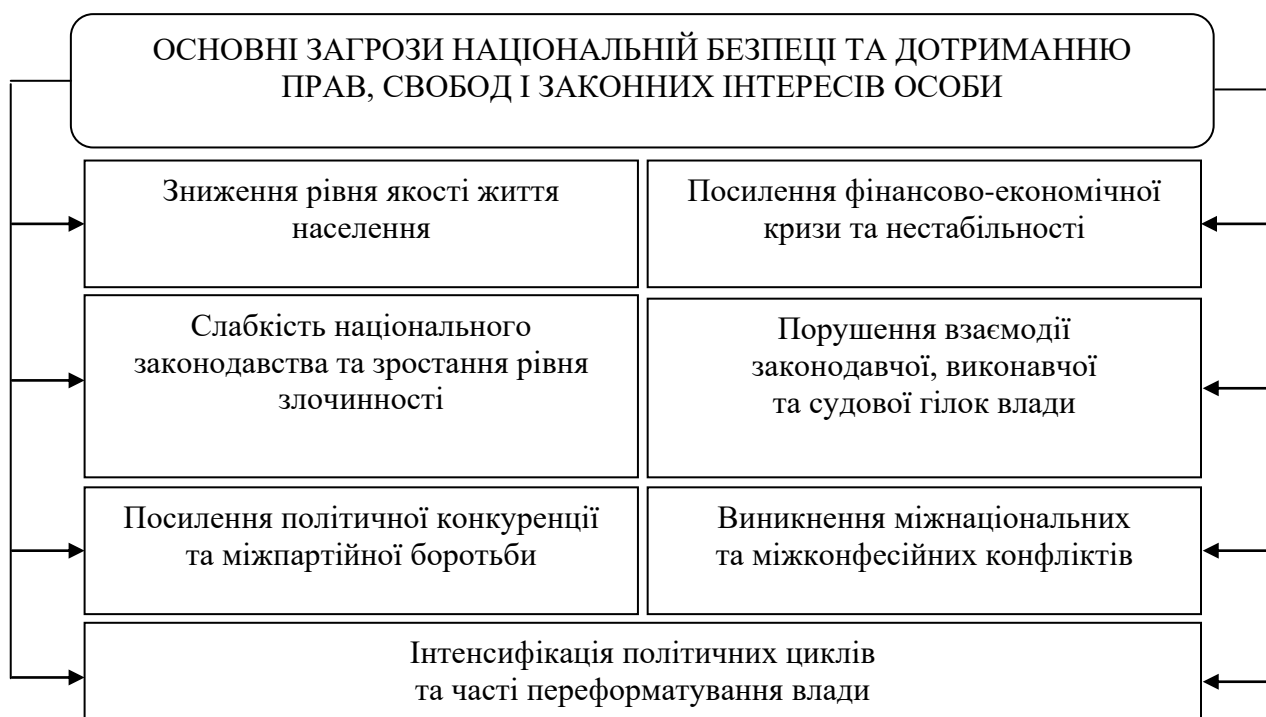 ОСНОВНІ ЗАГРОЗИ НАЦІОНАЛЬНІЙ БЕЗПЕЦІ ТА ДОТРИМАННЮ
ПРАВ, СВОБОД І ЗАКОННИХ ІНТЕРЕСІВ ОСОБИ
Зниження рівня якості життя
населення
Посилення фінансово-економічної
кризи та нестабільності
Слабкість національного
законодавства та зростання рівня
злочинності
Порушення взаємодії
законодавчої, виконавчої
та судової гілок влади
Посилення політичної конкуренції
та міжпартійної боротьби
Виникнення міжнаціональних
та міжконфесійних конфліктів
Інтенсифікація політичних циклів
та часті переформатування влади